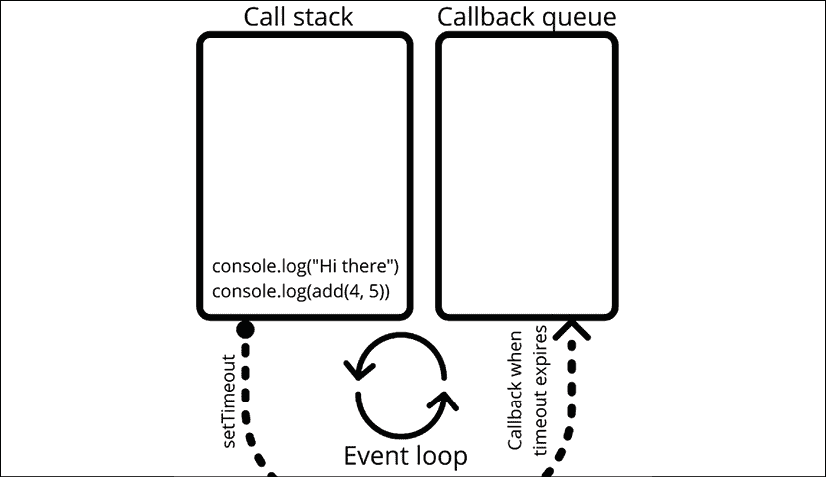 Call stack
Callback queue
console.log("Hi there")
console.log(add(4, 5))
setTimeout
Callback when
timeout expires
Event loop